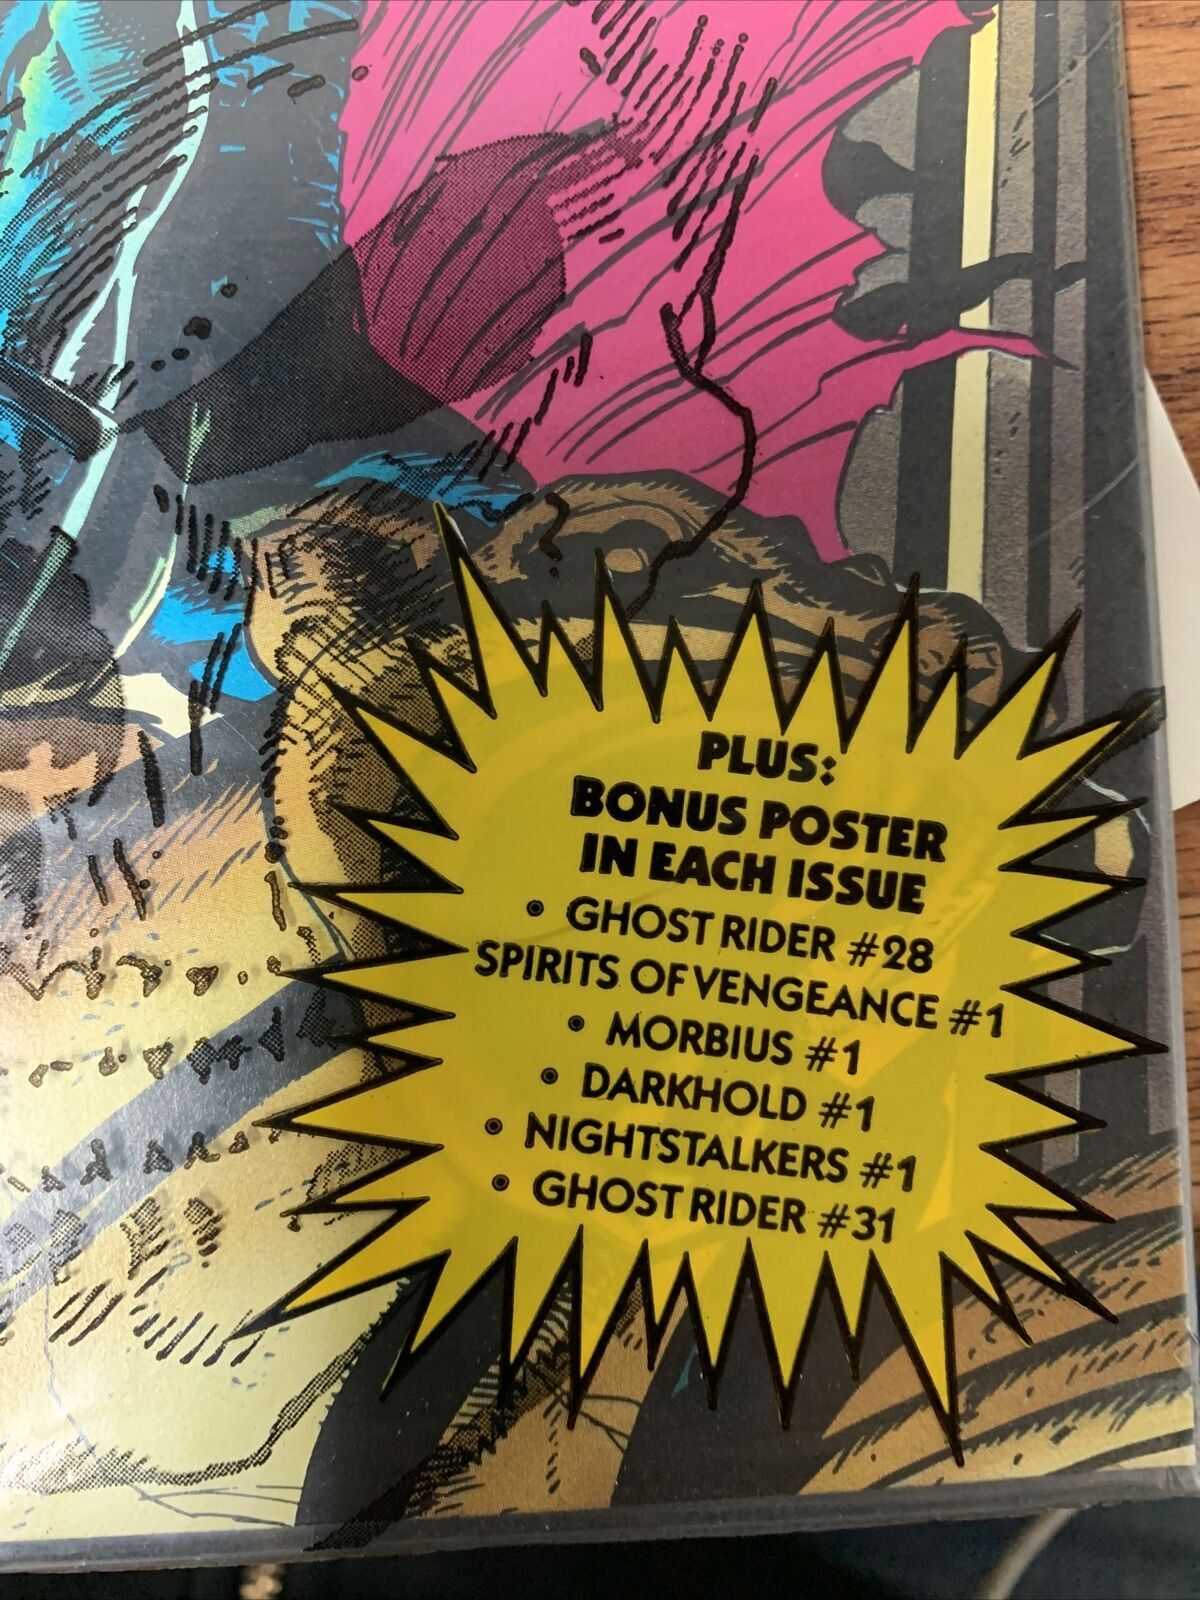 PLUS:
BONUS POSTER
IN EACH ISSUE
• GHOST RIDER #28
SPIRITS OF VENGEANCE #1
• MORBIUS #1
• DARKHOLD #1
• NIGHTSTALKERS #1
• GHOST RIDER #31